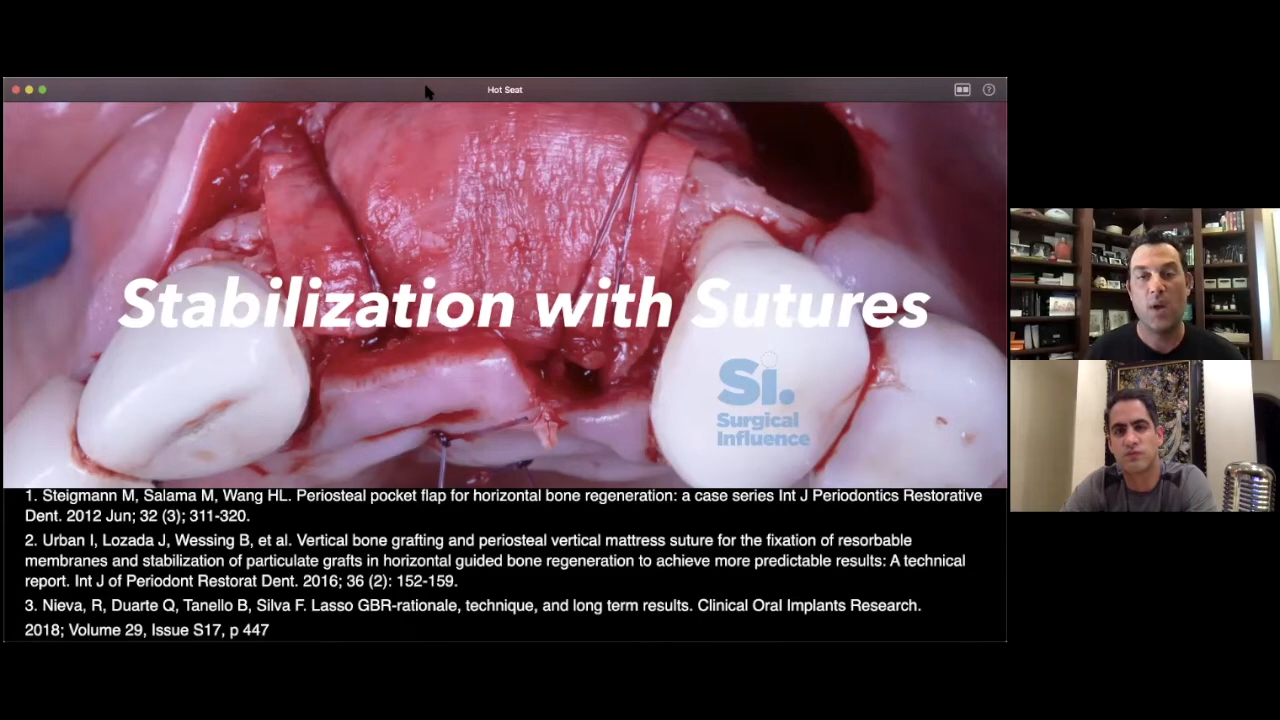 Hot Seat
Stabilization with Sutures
Si.
Surgical
Influence
1. Steigmann M, Salama M, Wang HL. Periosteal pocket flap for horizontal bone regeneration: a case series Int J Periodontics Restorative
Dent. 2012 Jun; 32 (3); 311-320.
2. Urban I, Lozada J, Wessing B, et al. Vertical bone grafting and periosteal vertical mattress suture for the fixation of resorbable
membranes and stabilization of particulate grafts in horizontal guided bone regeneration to achieve more predictable results: A technical
report. Int J of Periodont Restorat Dent. 2016; 36 (2): 152-159.
3. Nieva, R, Duarte Q, Tanello B, Silva F. Lasso GBR-rationale, technique, and long term results. Clinical Oral Implants Research.
2018; Volume 29, Issue S17, p 447